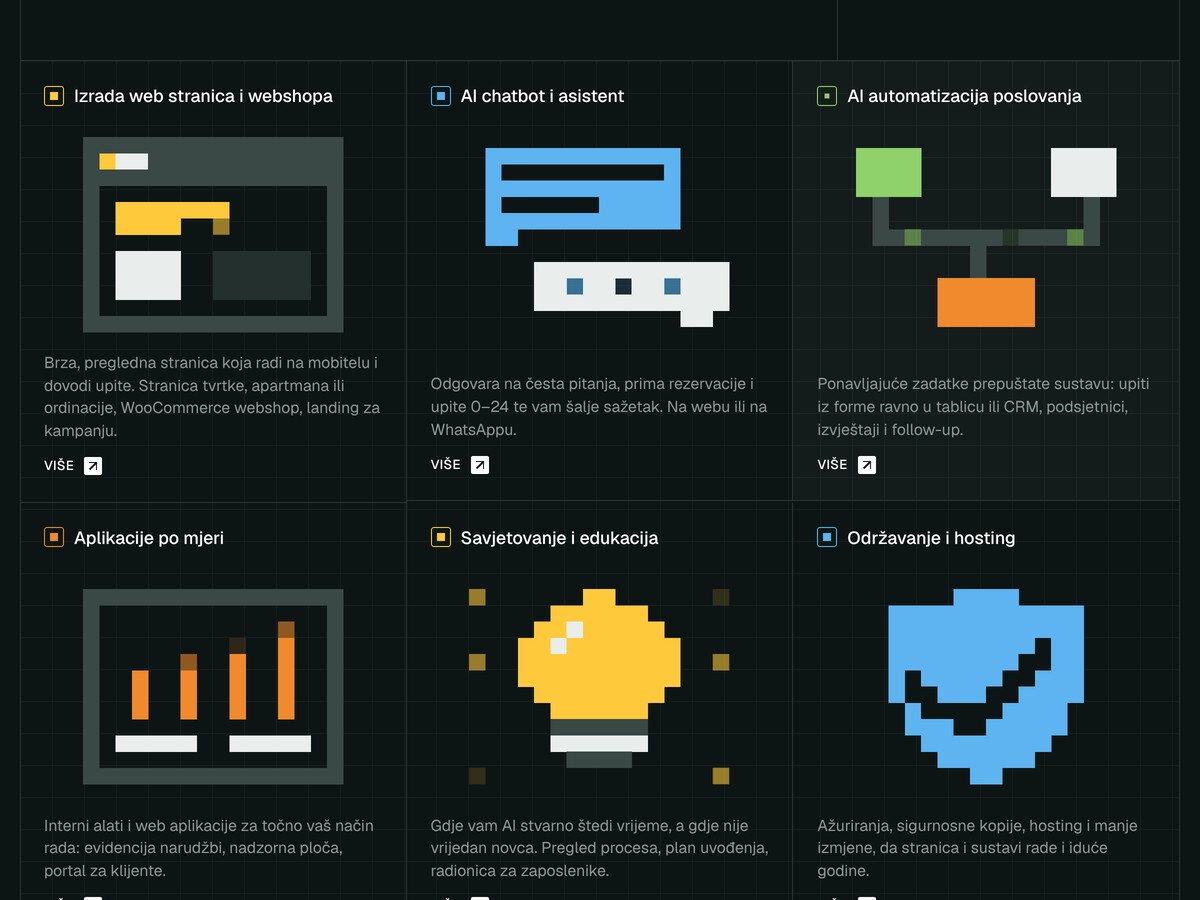 Izrada web stranica i webshopa
AI chatbot i asistent
AI automatizacija poslovanja
Brza, pregledna stranica koja radi na mobitelu i
dovodi upite. Stranica tvrtke, apartmana ili
ordinacije, WooCommerce webshop, landing za
kampanju.
VIŠE
Odgovara na česta pitanja, prima rezervacije i
upite 0–24 te vam šalje sažetak. Na webu ili na
WhatsAppu.
VIŠE
Ponavljajuće zadatke prepuštate sustavu: upiti
iz forme ravno u tablicu ili CRM, podsjetnici,
izvještaji i follow-up.
VIŠE
Aplikacije po mjeri
Savjetovanje i edukacija
Održavanje i hosting
Interni alati i web aplikacije za točno vaš način
rada: evidencija narudžbi, nadzorna ploča,
portal za klijente.
Gdje vam AI stvarno štedi vrijeme, a gdje nije
vrijedan novca. Pregled procesa, plan uvođenja,
radionica za zaposlenike.
Ažuriranja, sigurnosne kopije, hosting i manje
izmjene, da stranica i sustavi rade i iduće
godine.